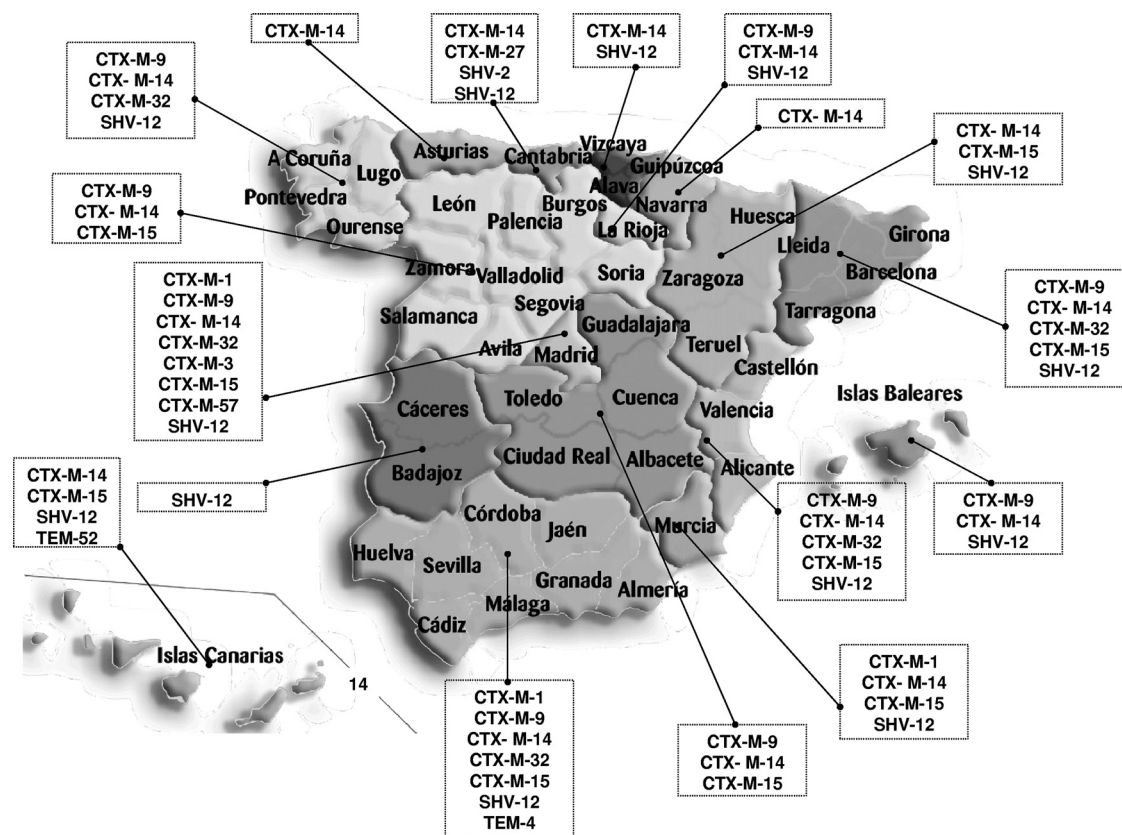 CTX-M-14
CTX-M-14
CTX-M-27
SHV-2
SHV-12
CTX-M-14
SHV-12
CTX-M-9
CTX-M-14
SHV-12
CTX-M-9
CTX- M-14
CTX-M-32
SHV-12
CTX- M-14
CTX- M-14
CTX-M-15
SHV-12
CTX-M-9
CTX- M-14
CTX-M-15
CTX-M-1
CTX-M-9
CTX- M-14
CTX-M-32
CTX-M-3
CTX-M-15
CTX-M-57
SHV-12
CTX-M-9
CTX- M-14
CTX-M-32
CTX-M-15
SHV-12
SHV-12
CTX-M-14
CTX-M-15
SHV-12
TEM-52
CTX-M-9
CTX- M-14
CTX-M-32
CTX-M-15
SHV-12
CTX-M-9
CTX- M-14
SHV-12
CTX-M-1
CTX- M-14
CTX-M-15
SHV-12
CTX-M-9
CTX- M-14
CTX-M-15
CTX-M-1
CTX-M-9
CTX- M-14
CTX-M-32
CTX-M-15
SHV-12
TEM-4
A Coruña
Lugo
Pontevedra
Ourense
Asturias
Cantabria
Vizcaya
Guipúzcoa
Alava
Navarra
León
Palencia
Burgos
La Rioja
Huesca
Lleida
Girona
Barcelona
Tarragona
Zamora
Valladolid
Soria
Zaragoza
Segovia
Salamanca
Avila
Madrid
Guadalajara
Teruel
Castellón
Cáceres
Toledo
Cuenca
Valencia
Islas Baleares
Badajoz
Ciudad Real
Albacete
Alicante
Córdoba
Jaén
Murcia
Huelva
Sevilla
Granada
Almería
Málaga
Cádiz
Islas Canarias
14